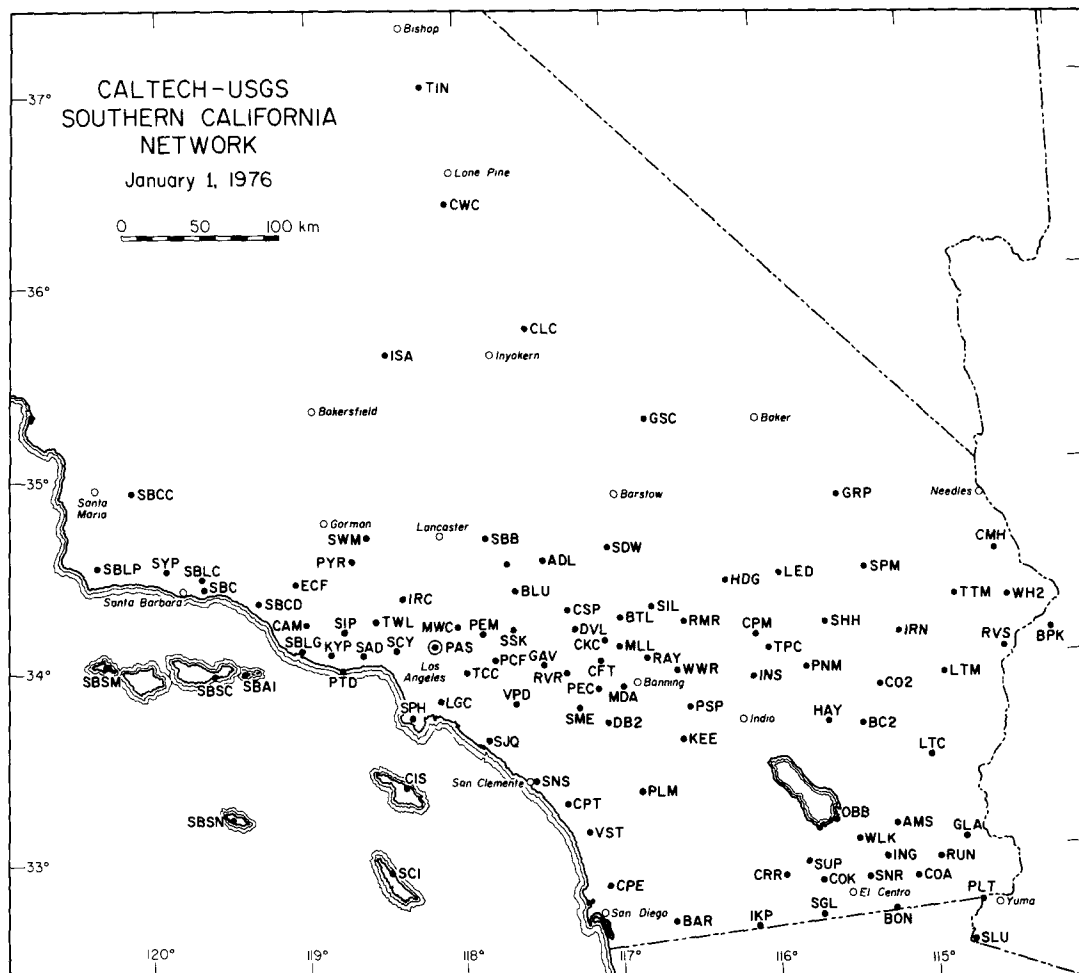 Bishop
CALTECH-USGS
SOUTHERN CALIFORNIA
NETWORK
January 1, 1976
0 50 100 km
TIN
37°
Lone Pine
CWC
36°
CLC
ISA
Inyokern
Bakersfield
GSC
Baker
35°
Santa
Maria
SBCC
Barstow
GRP
Needles
Gorman
Lancaster
SWM
SBB
SDW
CMH
PYR
ADL
SBLP
SYP
SBLC
SBC
ECF
BLU
HDG
LED
SPM
TTM
WH2
Santa Barbara
SBCD
IRC
CSP
BTL
SIL
RMR
CAM
SIP
TWL
MWC
PEM
SSK
DVL
CPM
SHH
IRN
RVS
BPK
SBLG
KYP
SAD
SCY
PAS
CKC
MLL
TPC
34°
SBSM
SBSC
SBAI
PTD
Los
Angeles
TCC
PCF
GAV
RVR
CFT
RAY
WWR
INS
PNM
CO2
LTM
SPH
LGC
VPD
PEC
MDA
Banning
SME
DB2
PSP
Indio
HAY
BC2
SJQ
KEE
LTC
CIS
San Clemente
SNS
PLM
SBSN
CPT
OBB
AMS
GLA
VST
WLK
33°
SCI
SUP
ING
RUN
CPE
CRR
COK
SNR
COA
El Centro
PLT
Yuma
San Diego
BAR
IKP
SGL
BON
SLU
120° 119° 118° 117° 116° 115°